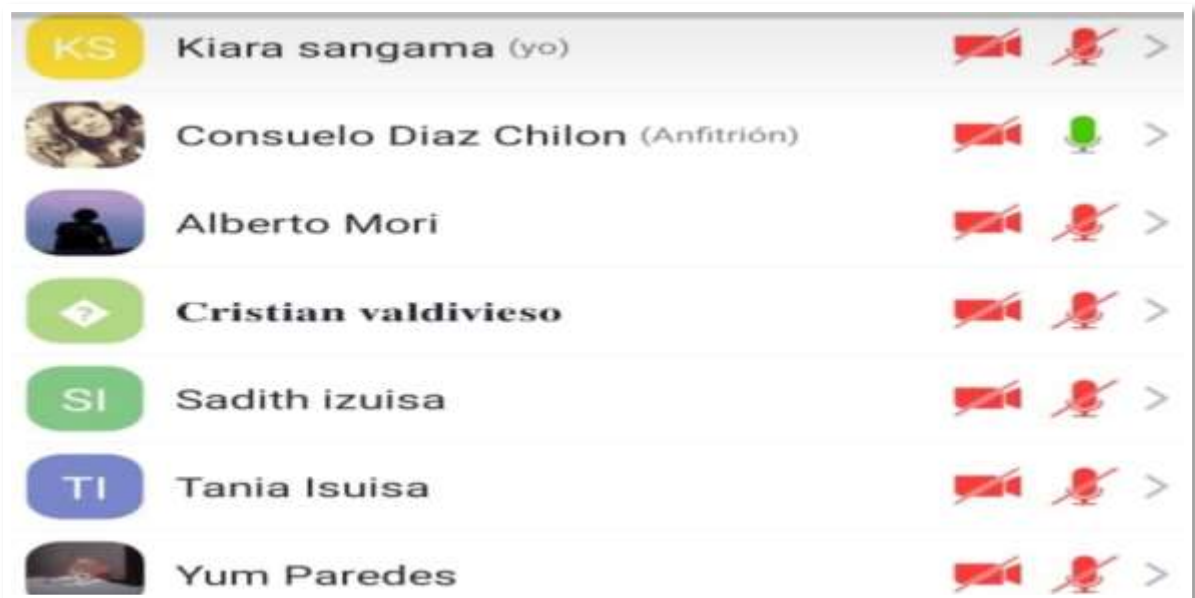 KS Kiara sangama (yo)
Consuelo Diaz Chilon (Anfitrión)
Alberto Mori
? Cristian valdivieso
SI Sadith izuisa
TI Tania Isuisa
Yum Paredes